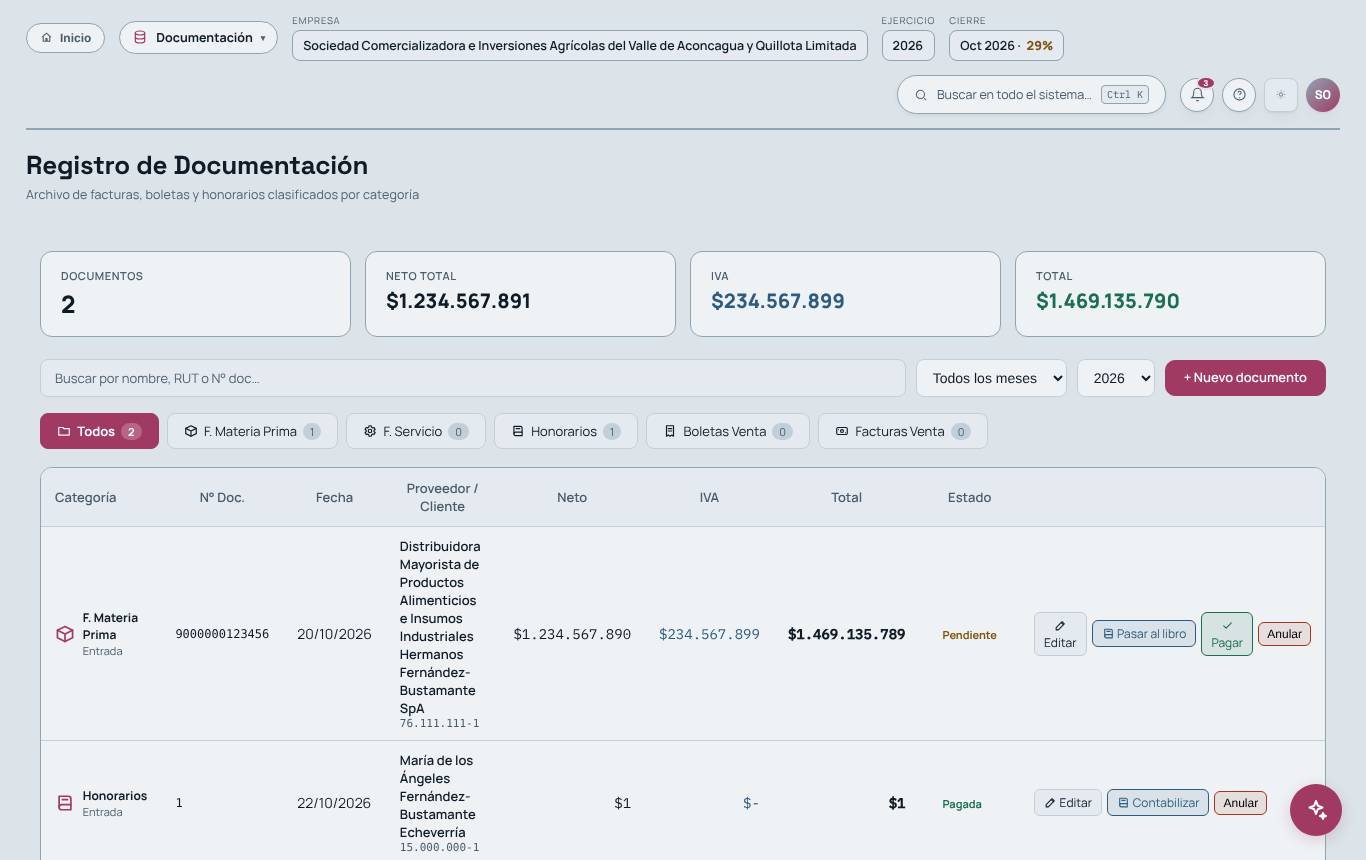 Inicio
Documentación
EMPRESA
Sociedad Comercializadora e Inversiones Agrícolas del Valle de Aconcagua y Quillota Limitada
EJERCICIO
2026
CIERRE
Oct 2026 · 29%
Buscar en todo el sistema... Ctrl K
3
SO
Registro de Documentación
Archivo de facturas, boletas y honorarios clasificados por categoría
DOCUMENTOS
2
NETO TOTAL
$1.234.567.891
IVA
$234.567.899
TOTAL
$1.469.135.790
Buscar por nombre, RUT o Nº doc...
Todos los meses
2026
+ Nuevo documento
Todos 2
F. Materia Prima 1
F. Servicio 0
Honorarios 1
Boletas Venta 0
Facturas Venta 0
Categoría
Nº Doc.
Fecha
Proveedor /
Cliente
Neto
IVA
Total
Estado
F. Materia
Prima
Entrada
9000000123456
20/10/2026
Distribuidora
Mayorista de
Productos
Alimenticios
e Insumos
Industriales
Hermanos
Fernández-
Bustamante
SpA
76.111.111-1
$1.234.567.890
$234.567.899
$1.469.135.789
Pendiente
Editar
Pasar al libro
Pagar
Anular
Honorarios
Entrada
1
22/10/2026
María de los
Ángeles
Fernández-
Bustamante
Echeverría
15.000.000-1
$1
$-
$1
Pagada
Editar
Contabilizar
Anular